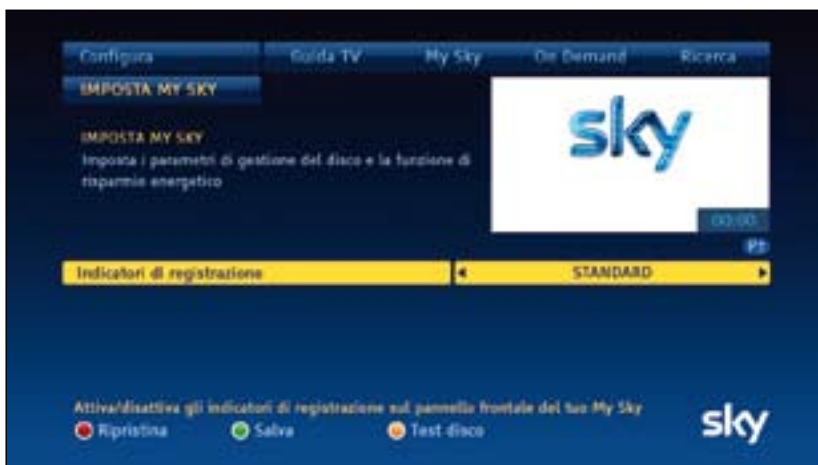 Configura Guida TV My Sky On Demand Ricerca
IMPOSTA MY SKY
sky
IMPOSTA MY SKY
Imposta i parametri di gestione del disco e la funzione di
risparmio energetico
00:00
P↑
Indicatori di registrazione STANDARD
Attiva/disattiva gli indicatori di registrazione sul pannello frontale del tuo My Sky
Ripristina Salva Test disco
sky